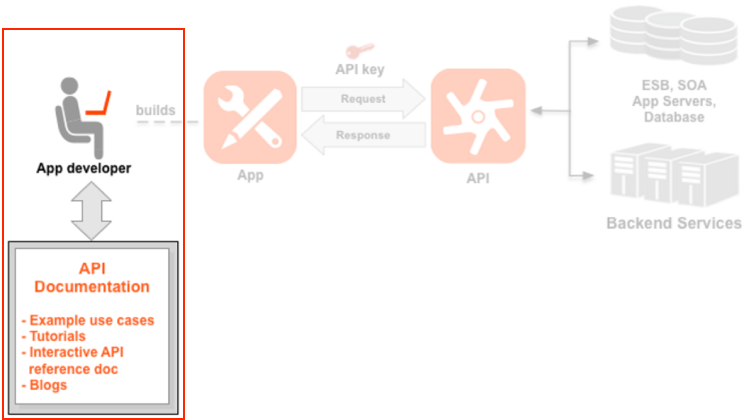 API key
Request
Response
builds
App developer
App
API
ESB, SOA
App Servers,
Database
Backend Services
API
Documentation
- Example use cases
- Tutorials
- Interactive API
reference doc
- Blogs